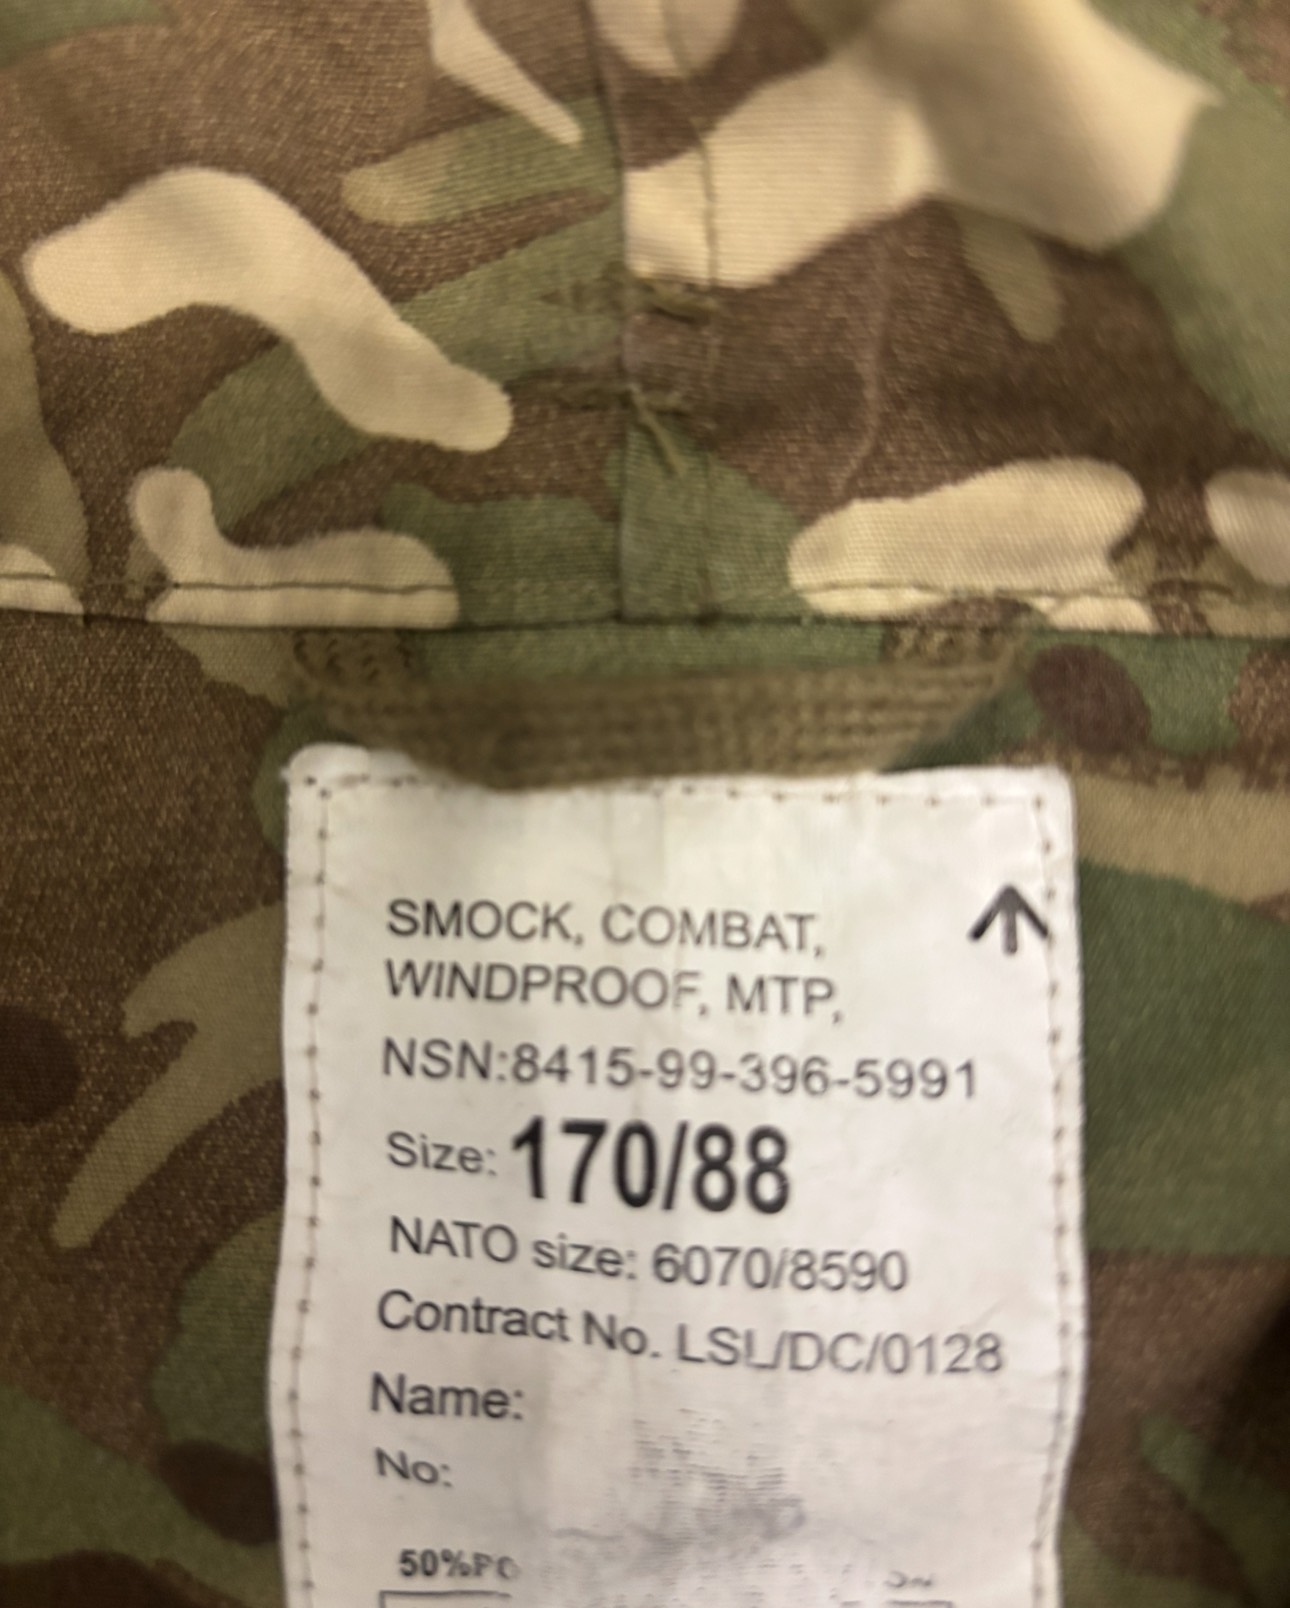 SMOCK, COMBAT,
WINDPROOF, MTP,
NSN:8415-99-396-5991
Size: 170/88
NATO size: 6070/8590
Contract No. LSL/DC/0128
Name:
No: